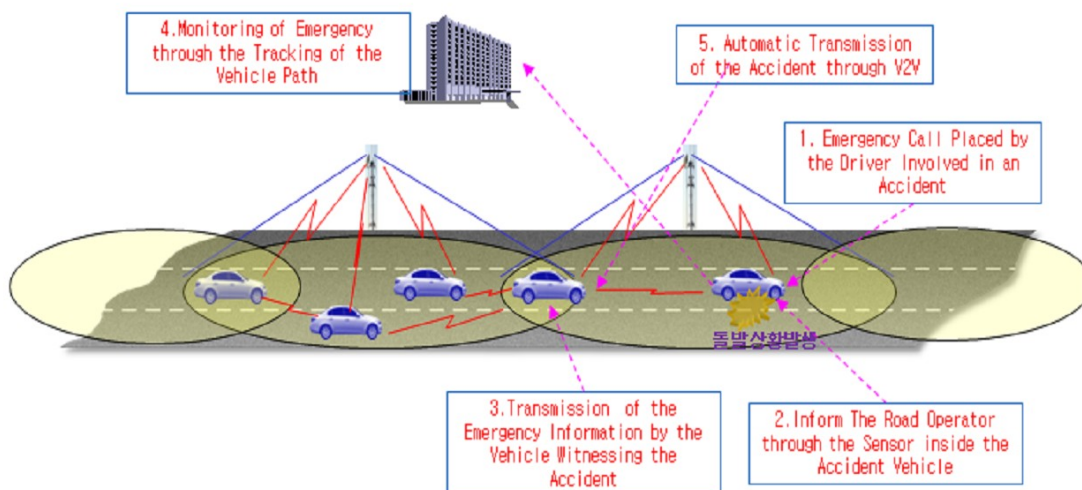 4.Monitoring of Emergency
through the Tracking of the
Vehicle Path
5. Automatic Transmission
of the Accident through V2V
1. Emergency Call Placed by
the Driver Involved in an
Accident
돌발상황발생
3.Transmission of the
Emergency Information by the
Vehicle Witnessing the
Accident
2.Inform The Road Operator
through the Sensor inside the
Accident Vehicle